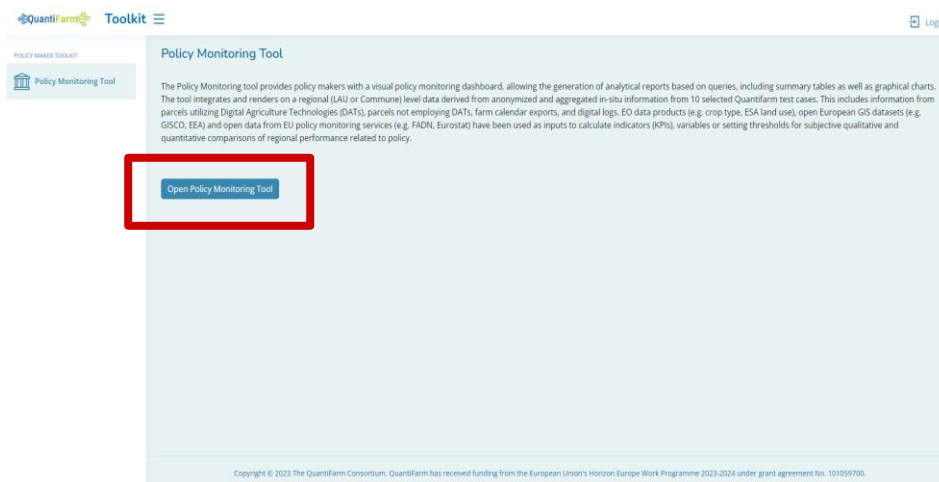 QuantiFarm Toolkit
Log
POLICY MAKER TOOLKIT
Policy Monitoring Tool
Policy Monitoring Tool
The Policy Monitoring tool provides policy makers with a visual policy monitoring dashboard, allowing the generation of analytical reports based on queries, including summary tables as well as graphical charts.
The tool integrates and renders on a regional (LAU or Commune) level data derived from anonymized and aggregated in-situ information from 10 selected Quantifarm test cases. This includes information from
parcels utilizing Digital Agriculture Technologies (DATs), parcels not employing DATs, farm calendar exports, and digital logs. EO data products (e.g. crop type, ESA land use), open European GIS datasets (e.g.
GISCO, EEA) and open data from EU policy monitoring services (e.g. FADN, Eurostat) have been used as inputs to calculate indicators (KPIs), variables or setting thresholds for subjective qualitative and
quantitative comparisons of regional performance related to policy.
Open Policy Monitoring Tool
Copyright © 2023 The QuantiFarm Consortium. QuantiFarm has received funding from the European Union's Horizon Europe Work Programme 2023-2024 under grant agreement No. 101059700.